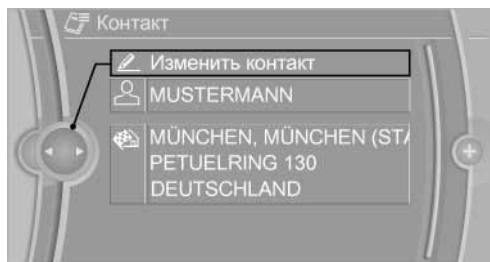 Контакт
Изменить контакт
MUSTERMANN
MÜNCHEN, MÜNCHEN (STA
PETUELRING 130
DEUTSCHLAND